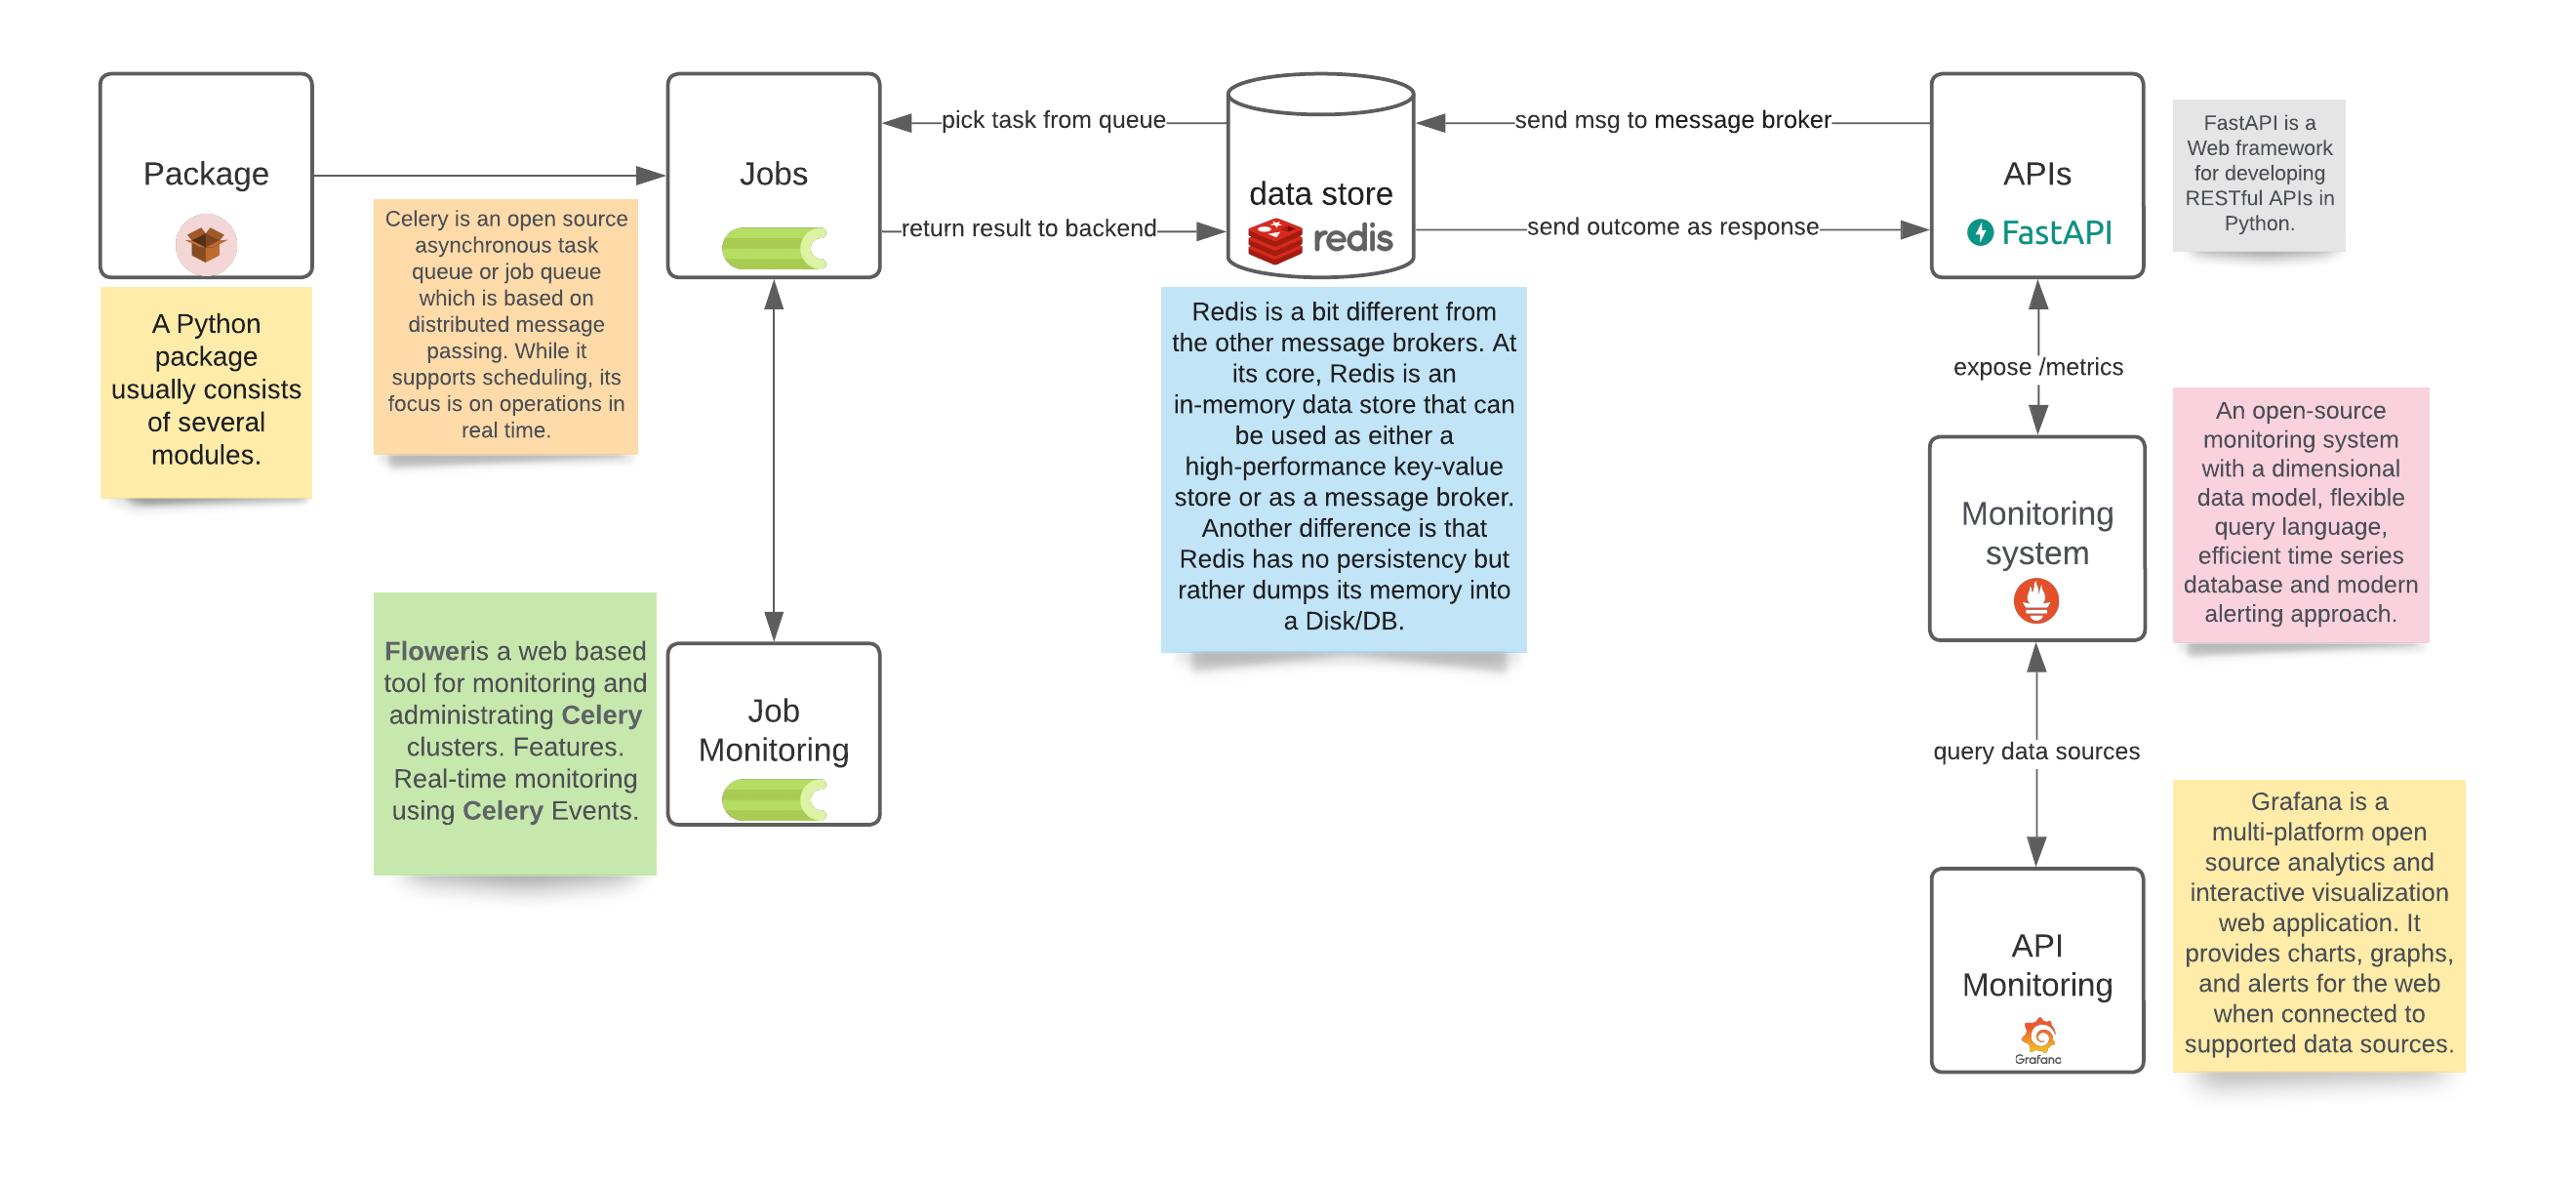 Package
A Python
package
usually consists
of several
modules.
Celery is an open source
asynchronous task
queue or job queue
which is based on
distributed message
passing. While it
supports scheduling, its
focus is on operations in
real time.
Jobs
Floweris a web based
tool for monitoring and
administrating Celery
clusters. Features.
Real-time monitoring
using Celery Events.
Job
Monitoring
pick task from queue
return result to backend
data store
redis
Redis is a bit different from
the other message brokers. At
its core, Redis is an
in-memory data store that can
be used as either a
high-performance key-value
store or as a message broker.
Another difference is that
Redis has no persistency but
rather dumps its memory into
a Disk/DB.
send msg to message broker
send outcome as response
APIs
FastAPI
FastAPI is a
Web framework
for developing
RESTful APIs in
Python.
expose /metrics
Monitoring
system
An open-source
monitoring system
with a dimensional
data model, flexible
query language,
efficient time series
database and modern
alerting approach.
query data sources
API
Monitoring
Grafana
Grafana is a
multi-platform open
source analytics and
interactive visualization
web application. It
provides charts, graphs,
and alerts for the web
when connected to
supported data sources.